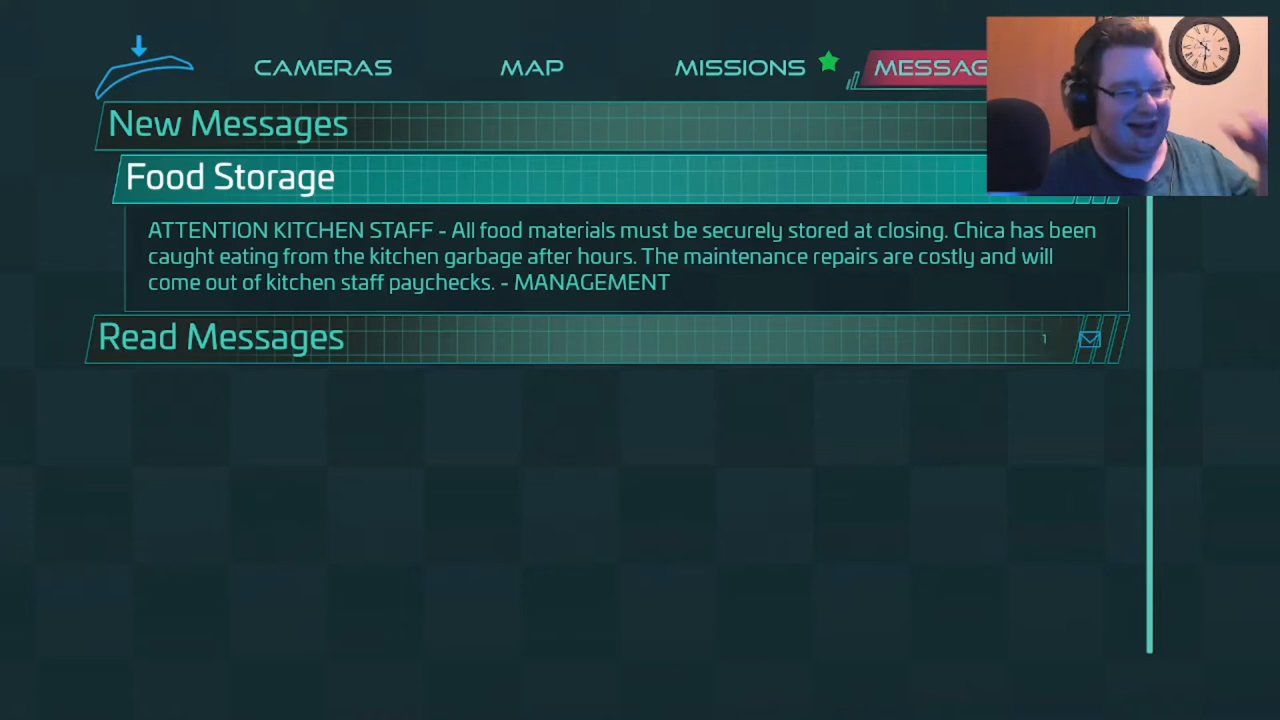 CAMERAS MAP MISSIONS MESSAG
New Messages
Food Storage
ATTENTION KITCHEN STAFF - All food materials must be securely stored at closing. Chica has been
caught eating from the kitchen garbage after hours. The maintenance repairs are costly and will
come out of kitchen staff paychecks. - MANAGEMENT
Read Messages 1